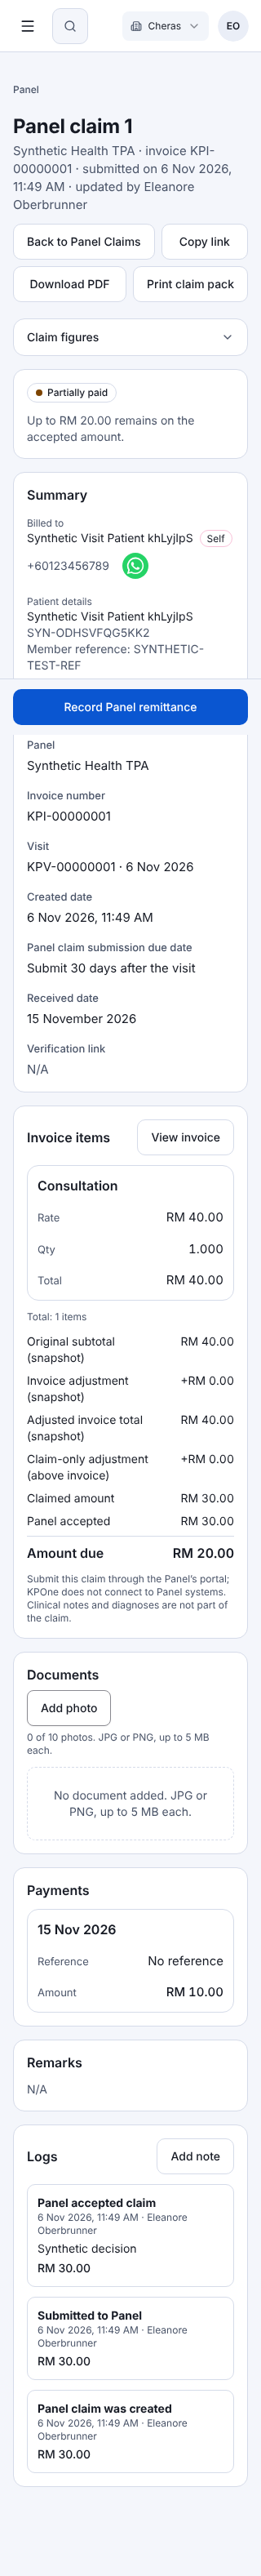 Cheras
EO
Panel
Panel claim 1
Synthetic Health TPA · invoice KPI-
00000001 · submitted on 6 Nov 2026,
11:49 AM · updated by Eleanore
Oberbrunner
Back to Panel Claims
Copy link
Download PDF
Print claim pack
Claim figures
Partially paid
Up to RM 20.00 remains on the
accepted amount.
Summary
Billed to
Synthetic Visit Patient khLyjlpS
Self
+60123456789
Patient details
Synthetic Visit Patient khLyjlpS
SYN-ODHSVFQG5KK2
Member reference: SYNTHETIC-
TEST-REF
Record Panel remittance
Panel
Synthetic Health TPA
Invoice number
KPI-00000001
Visit
KPV-00000001 · 6 Nov 2026
Created date
6 Nov 2026, 11:49 AM
Panel claim submission due date
Submit 30 days after the visit
Received date
15 November 2026
Verification link
N/A
Invoice items
View invoice
Consultation
Rate RM 40.00
Qty 1.000
Total RM 40.00
Total: 1 items
Original subtotal RM 40.00
(snapshot)
Invoice adjustment +RM 0.00
(snapshot)
Adjusted invoice total RM 40.00
(snapshot)
Claim-only adjustment +RM 0.00
(above invoice)
Claimed amount RM 30.00
Panel accepted RM 30.00
Amount due RM 20.00
Submit this claim through the Panel's portal;
KPOne does not connect to Panel systems.
Clinical notes and diagnoses are not part of
the claim.
Documents
Add photo
0 of 10 photos. JPG or PNG, up to 5 MB
each.
No document added. JPG or
PNG, up to 5 MB each.
Payments
15 Nov 2026
Reference No reference
Amount RM 10.00
Remarks
N/A
Logs
Add note
Panel accepted claim
6 Nov 2026, 11:49 AM · Eleanore
Oberbrunner
Synthetic decision
RM 30.00
Submitted to Panel
6 Nov 2026, 11:49 AM · Eleanore
Oberbrunner
RM 30.00
Panel claim was created
6 Nov 2026, 11:49 AM · Eleanore
Oberbrunner
RM 30.00